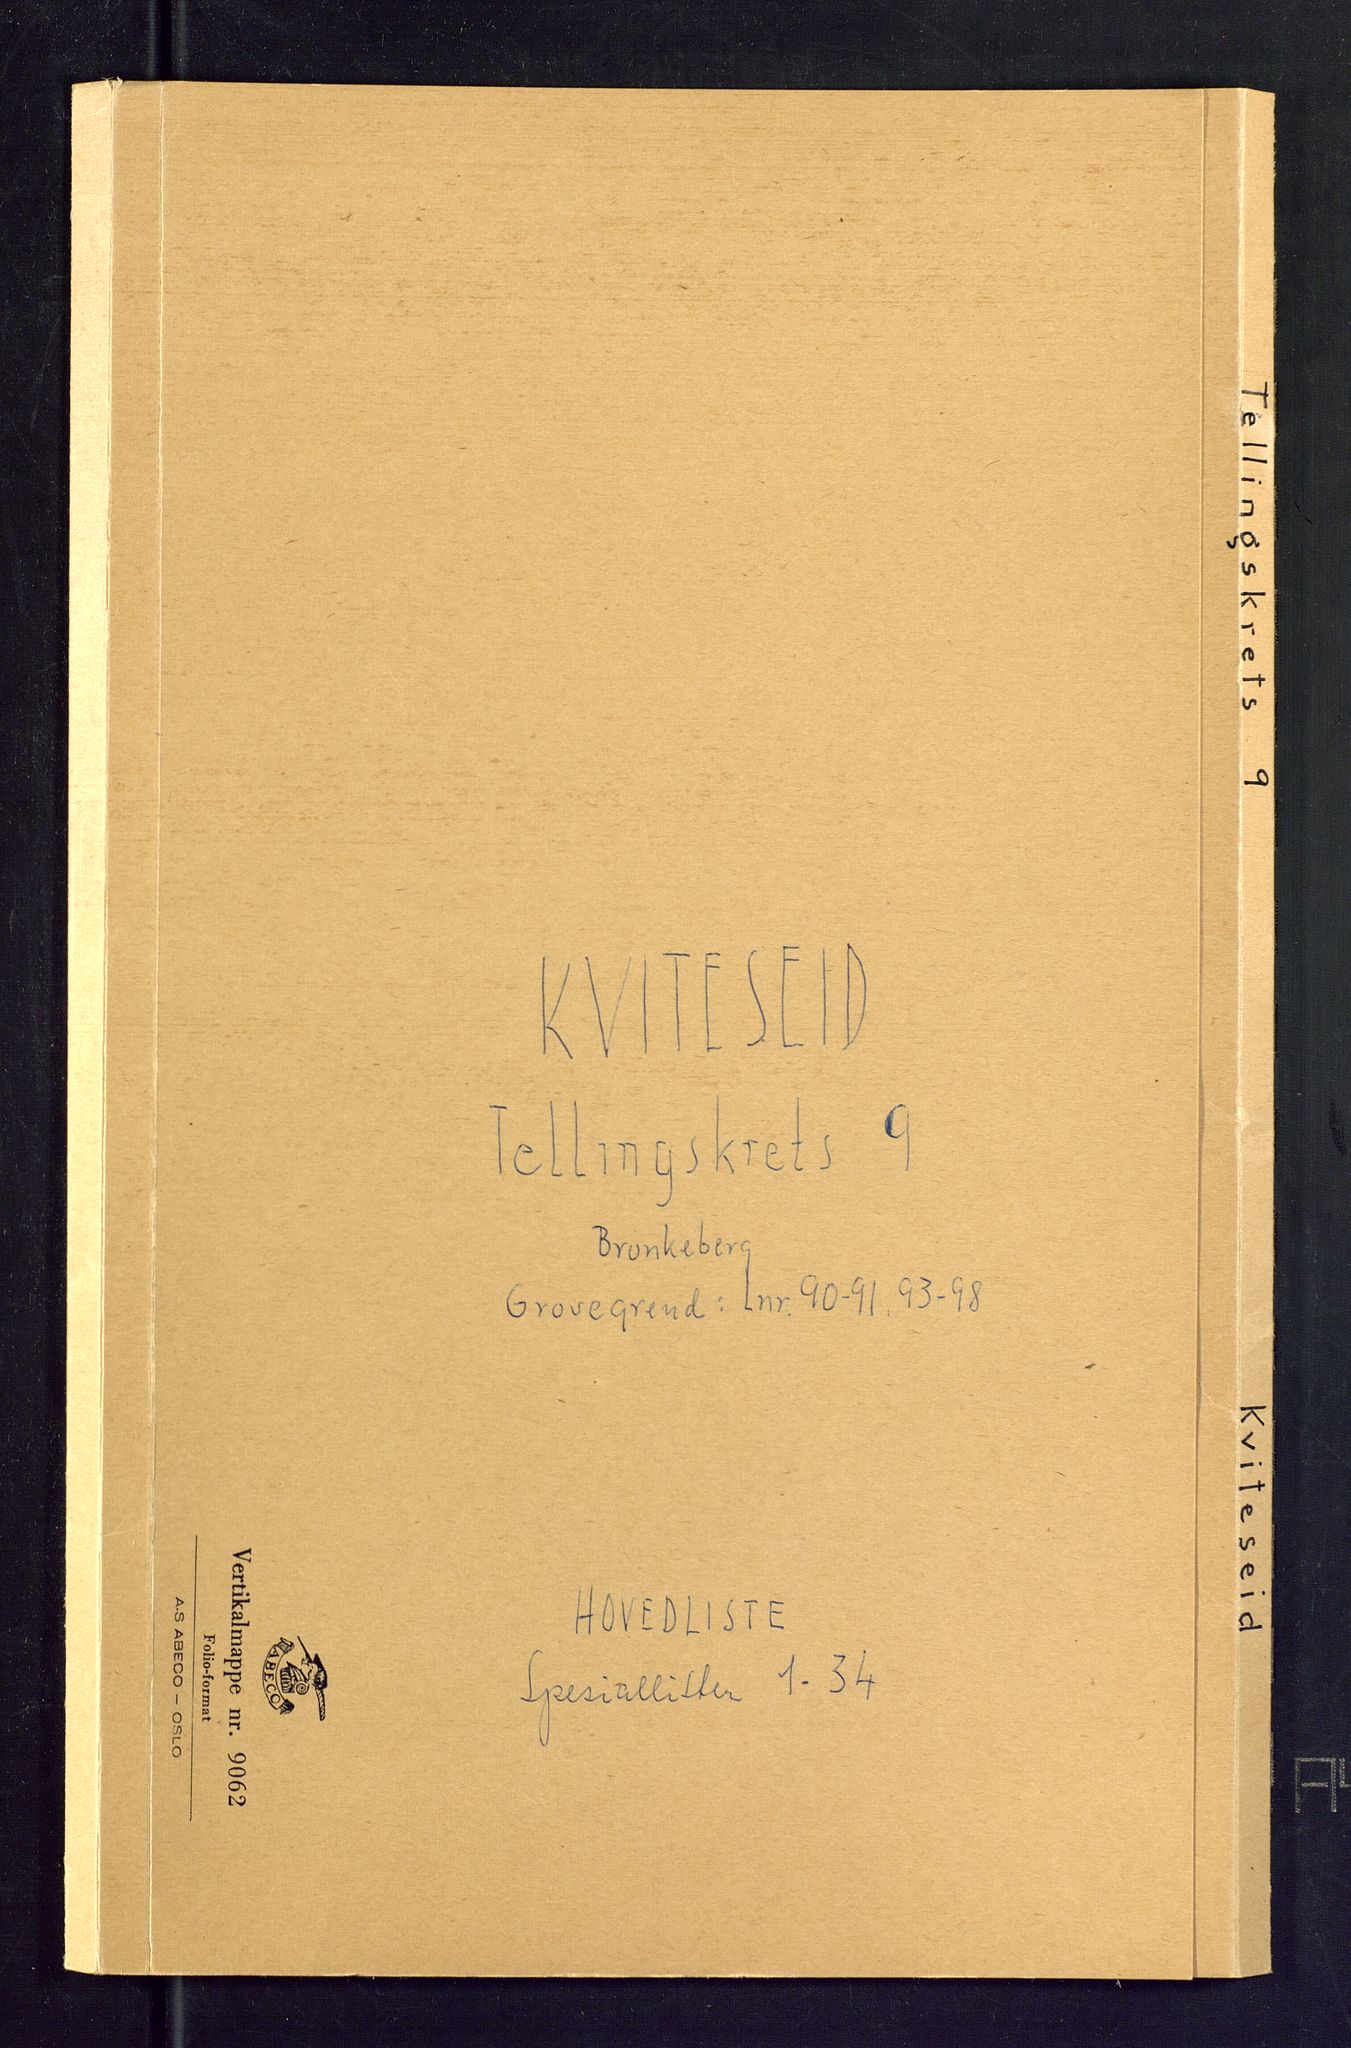 KVITESEID
Tellingskrets 9
Brunkeberg
Grovegrend: Lnr. 90-91. 93-98
HOVEDLISTE
Spesiallister 1-34
Tellingskrets 9
Kviteseid
ABECO
Vertikalmappe nr. 9062
Folio-format
A.S ABECO – OSLO